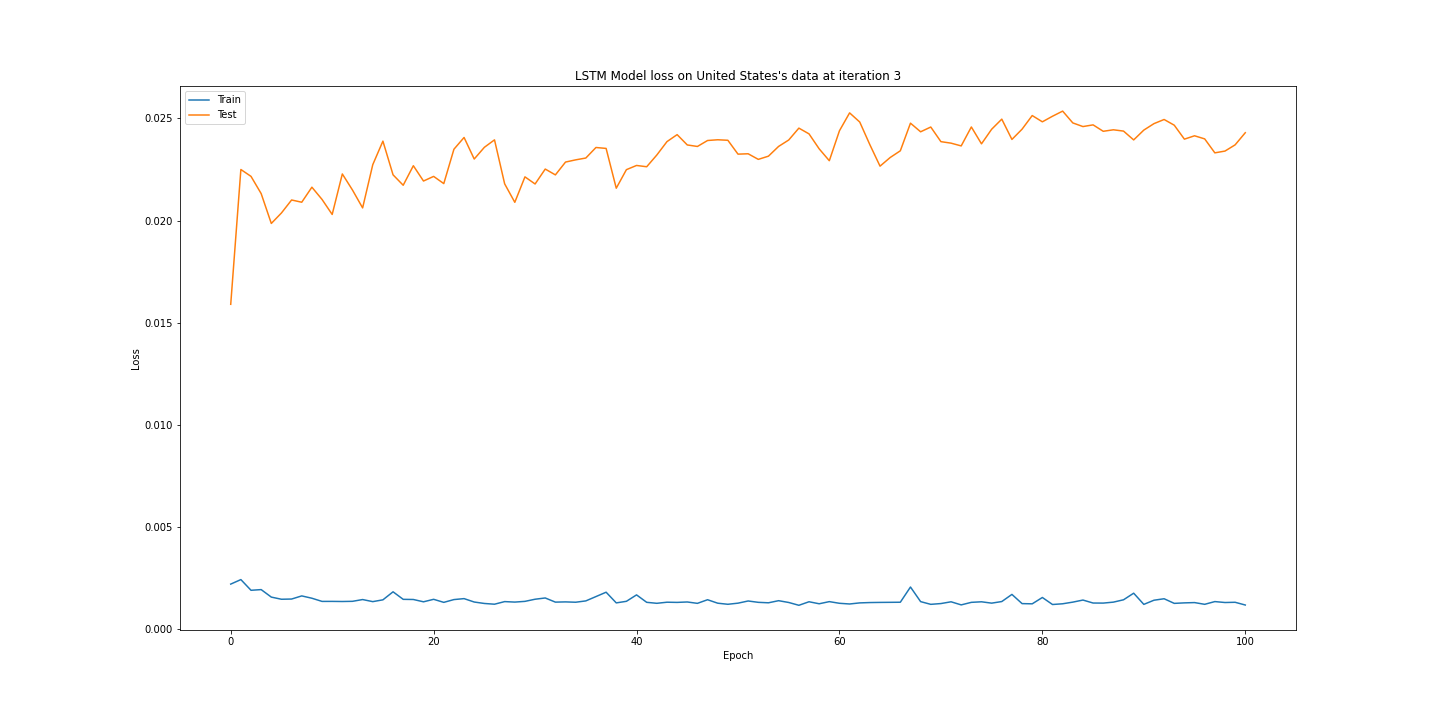 LSTM Model loss on United States's data at iteration 3
Train
Test
0.025
0.020
0.015
0.010
0.005
0.000
Loss
0 20 40 60 80 100
Epoch